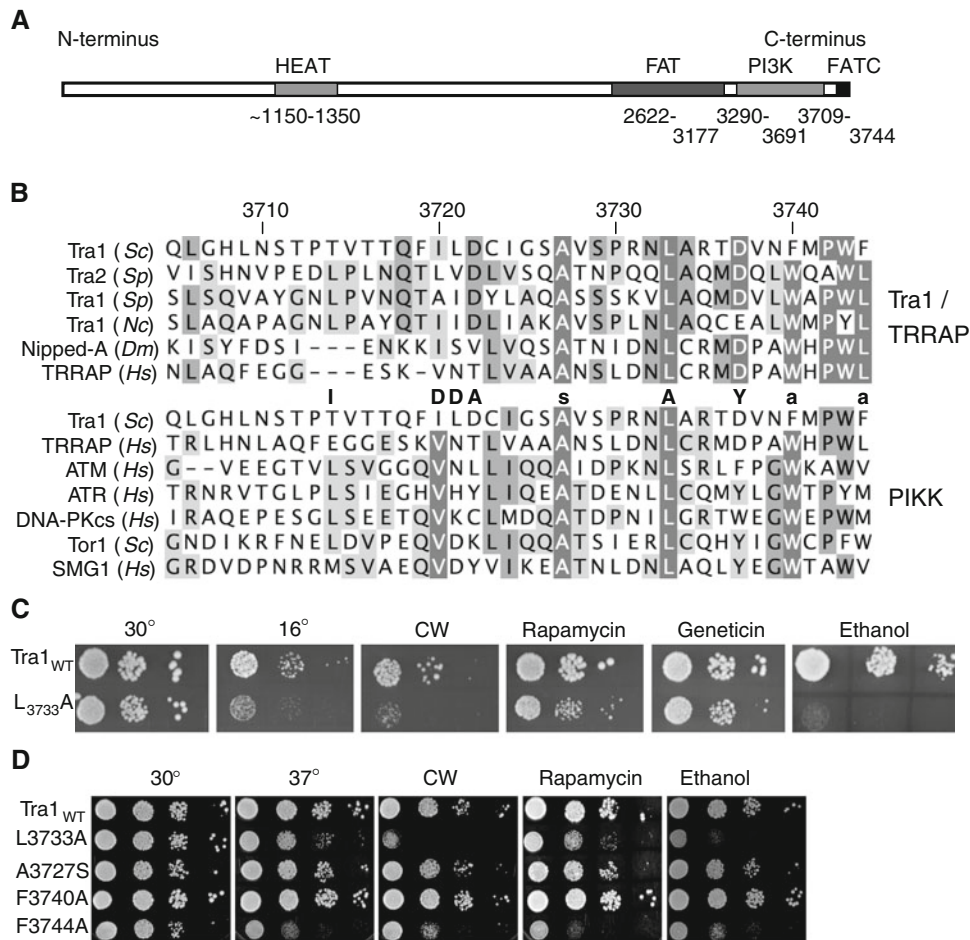 A
N-terminus C-terminus
HEAT FAT PI3K FATC
~1150-1350 2622-3177 3290-3691 3709-3744
B
3710 3720 3730 3740
Tra1 (Sc) QLGHLNSTPTVTTQFILDCIGSAVSPRNLARTDVNFMPWF
Tra2 (Sp) VISHNVPEDLPLNQTLVDLVSQATNPQQLAQMDQLWQAWL
Tra1 (Sp) SLSQVAYGNLPVNQTAIDYLAQASSSKVLAQMDVLWAPWL
Tra1 (Nc) SLAQAPAGNLPAYQTIIDLIAKAVSPLNLAQCEALWMPYL
Nipped-A (Dm) KISYFDSI---ENKKISVLVQSATNIDNLCRMDPAWHPWL
TRRAP (Hs) NLAQFEGG---ESK-VNTLVAAANSLDNLCRMDPAWHPWL
Tra1 / TRRAP
I DDA s A Y a a
Tra1 (Sc) QLGHLNSTPTVTTQFILDCIGSAVSPRNLARTDVNFMPWF
TRRAP (Hs) TRLHNLAQFEGGESKVNTLVAAANSLDNLCRMDPAWHPWL
ATM (Hs) G--VEEGTVLSVGGQVNLLIQQAIDPKNLSRLFPGWKAWV
ATR (Hs) TRNRVTGLPLSIEGHVHYLIQEATDENLLCQMYLGWTPYM
DNA-PKcs (Hs) IRAQEPESGLSEETQVKCLMDQATDPNILGRTWEGWEPWM
Tor1 (Sc) GNDIKRFNELDVPEQVDKLIQQATSIERLCQHYIGWCPFW
SMG1 (Hs) GRDVDPNRRMSVAEQVDYVIKEATNLDNLAQLYEGWTAWV
PIKK
C
30° 16° CW Rapamycin Geneticin Ethanol
Tra1WT
L3733A
D
30° 37° CW Rapamycin Ethanol
Tra1WT
L3733A
A3727S
F3740A
F3744A